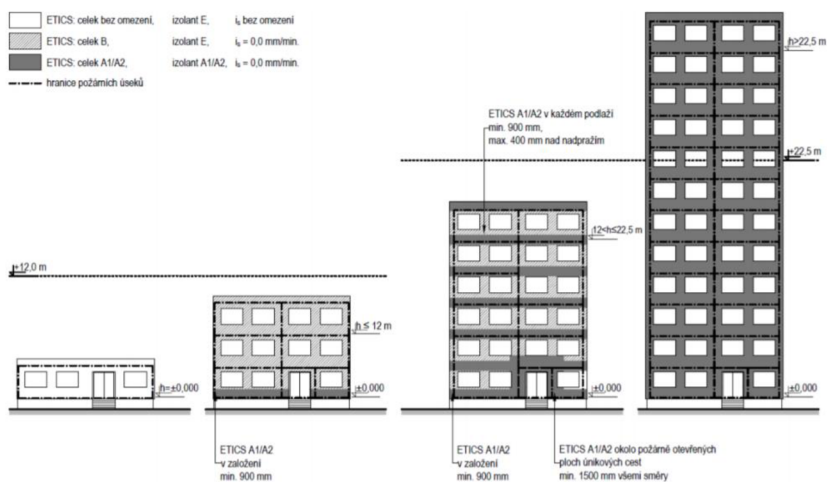 ETICS: celek bez omezení, izolant E, iₛ bez omezení
ETICS: celek B, izolant E, iₛ = 0,0 mm/min.
ETICS: celek A1/A2, izolant A1/A2, iₛ = 0,0 mm/min.
hranice požárních úseků
h>22,5 m
ETICS A1/A2 v každém podlaží
min. 900 mm,
max. 400 mm nad nadpražím
+22,5 m
12<h≤22,5 m
+12,0 m
h ≤ 12 m
h=±0,000
±0,000
±0,000
±0,000
ETICS A1/A2
v založení
min. 900 mm
ETICS A1/A2
v založení
min. 900 mm
ETICS A1/A2 okolo požárně otevřených
ploch únikových cest
min. 1500 mm všemi směry